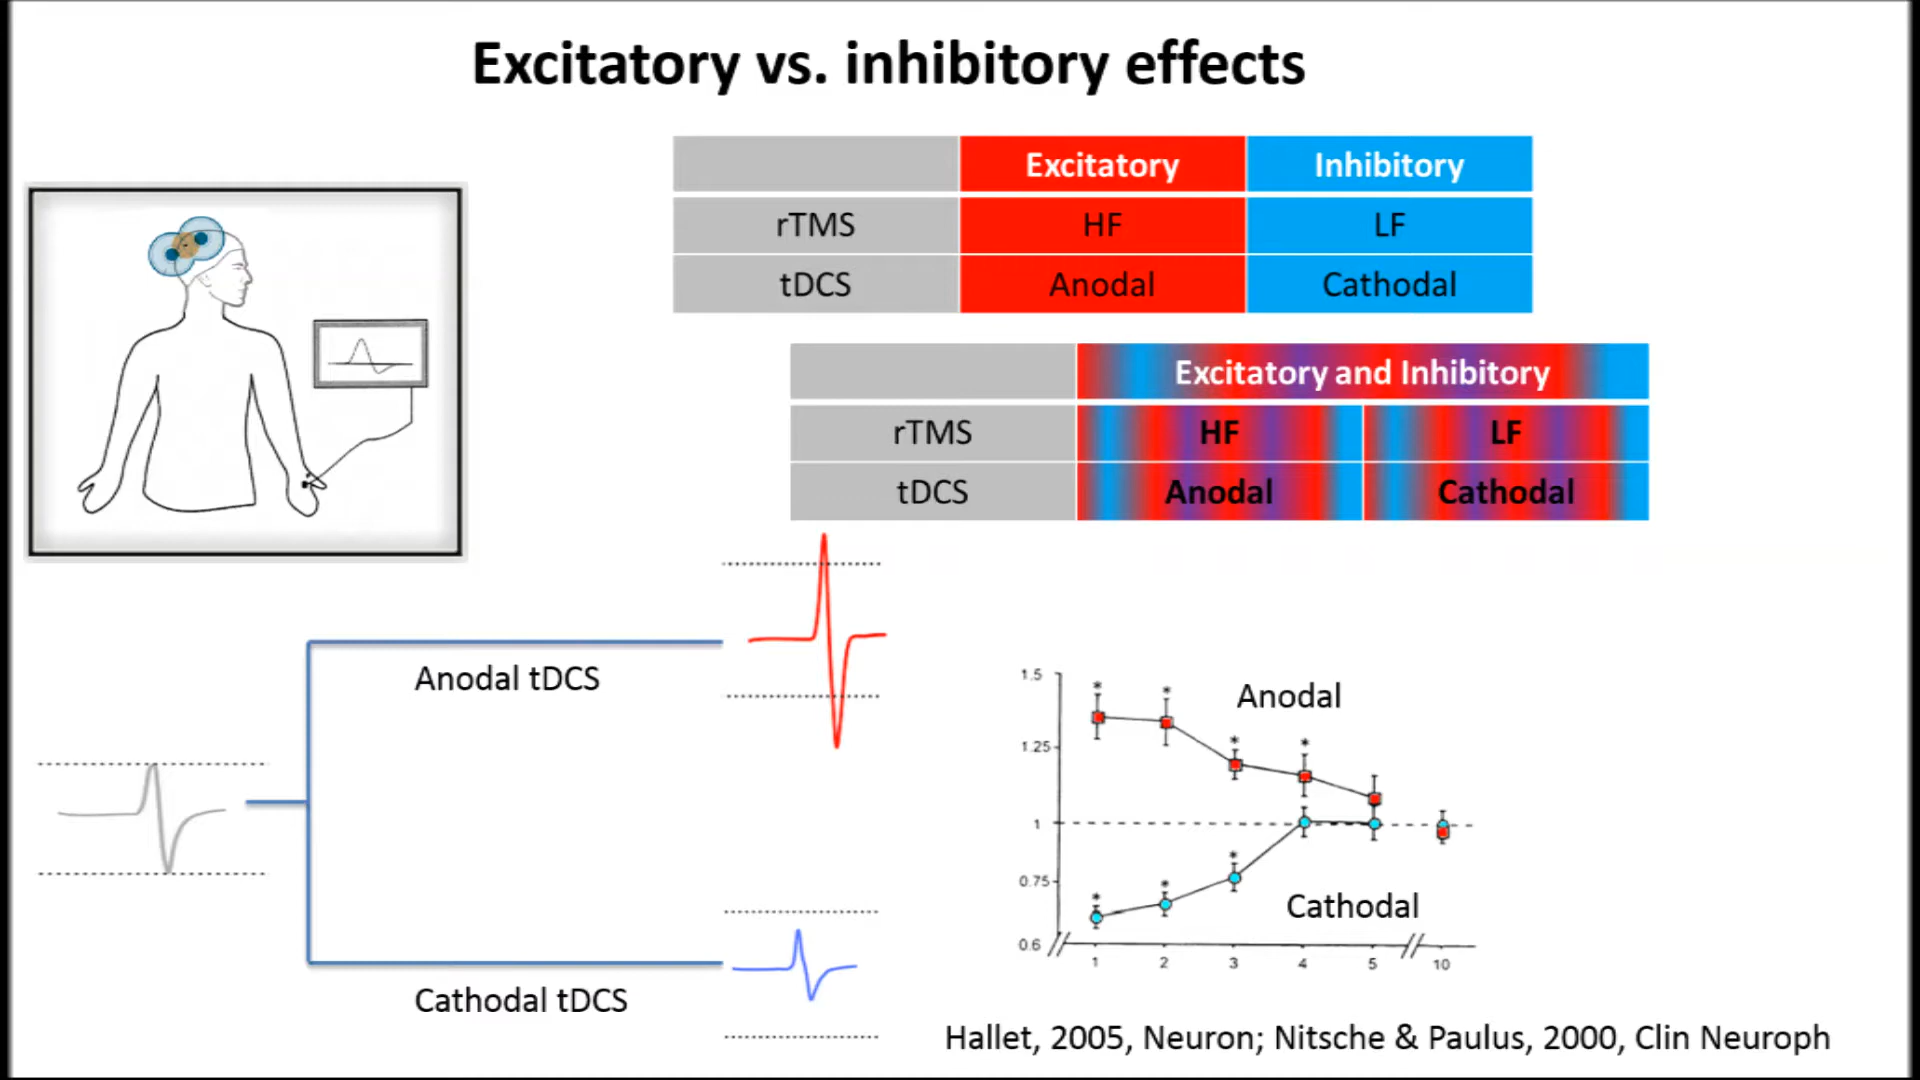 Excitatory vs. inhibitory effects
Excitatory Inhibitory
rTMS HF LF
tDCS Anodal Cathodal
Excitatory and Inhibitory
rTMS HF LF
tDCS Anodal Cathodal
Anodal tDCS
Cathodal tDCS
1.5
* * * *
Anodal
1.25
1
0.75
* * *
Cathodal
0.6
1 2 3 4 5 10
Hallet, 2005, Neuron; Nitsche & Paulus, 2000, Clin Neuroph